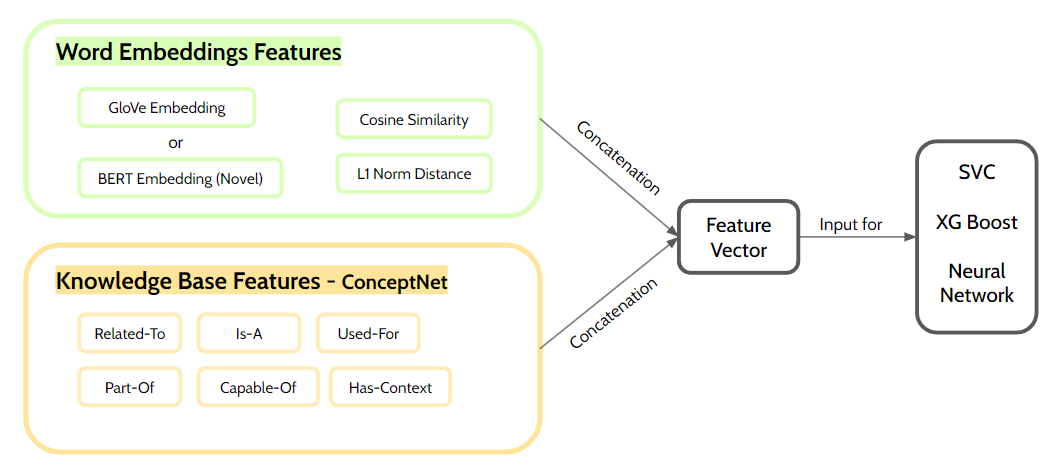 Word Embeddings Features
GloVe Embedding
or
BERT Embedding (Novel)
Cosine Similarity
L1 Norm Distance
Concatenation
Knowledge Base Features - ConceptNet
Related-To
Is-A
Used-For
Part-Of
Capable-Of
Has-Context
Concatenation
Feature
Vector
Input for
SVC
XG Boost
Neural
Network